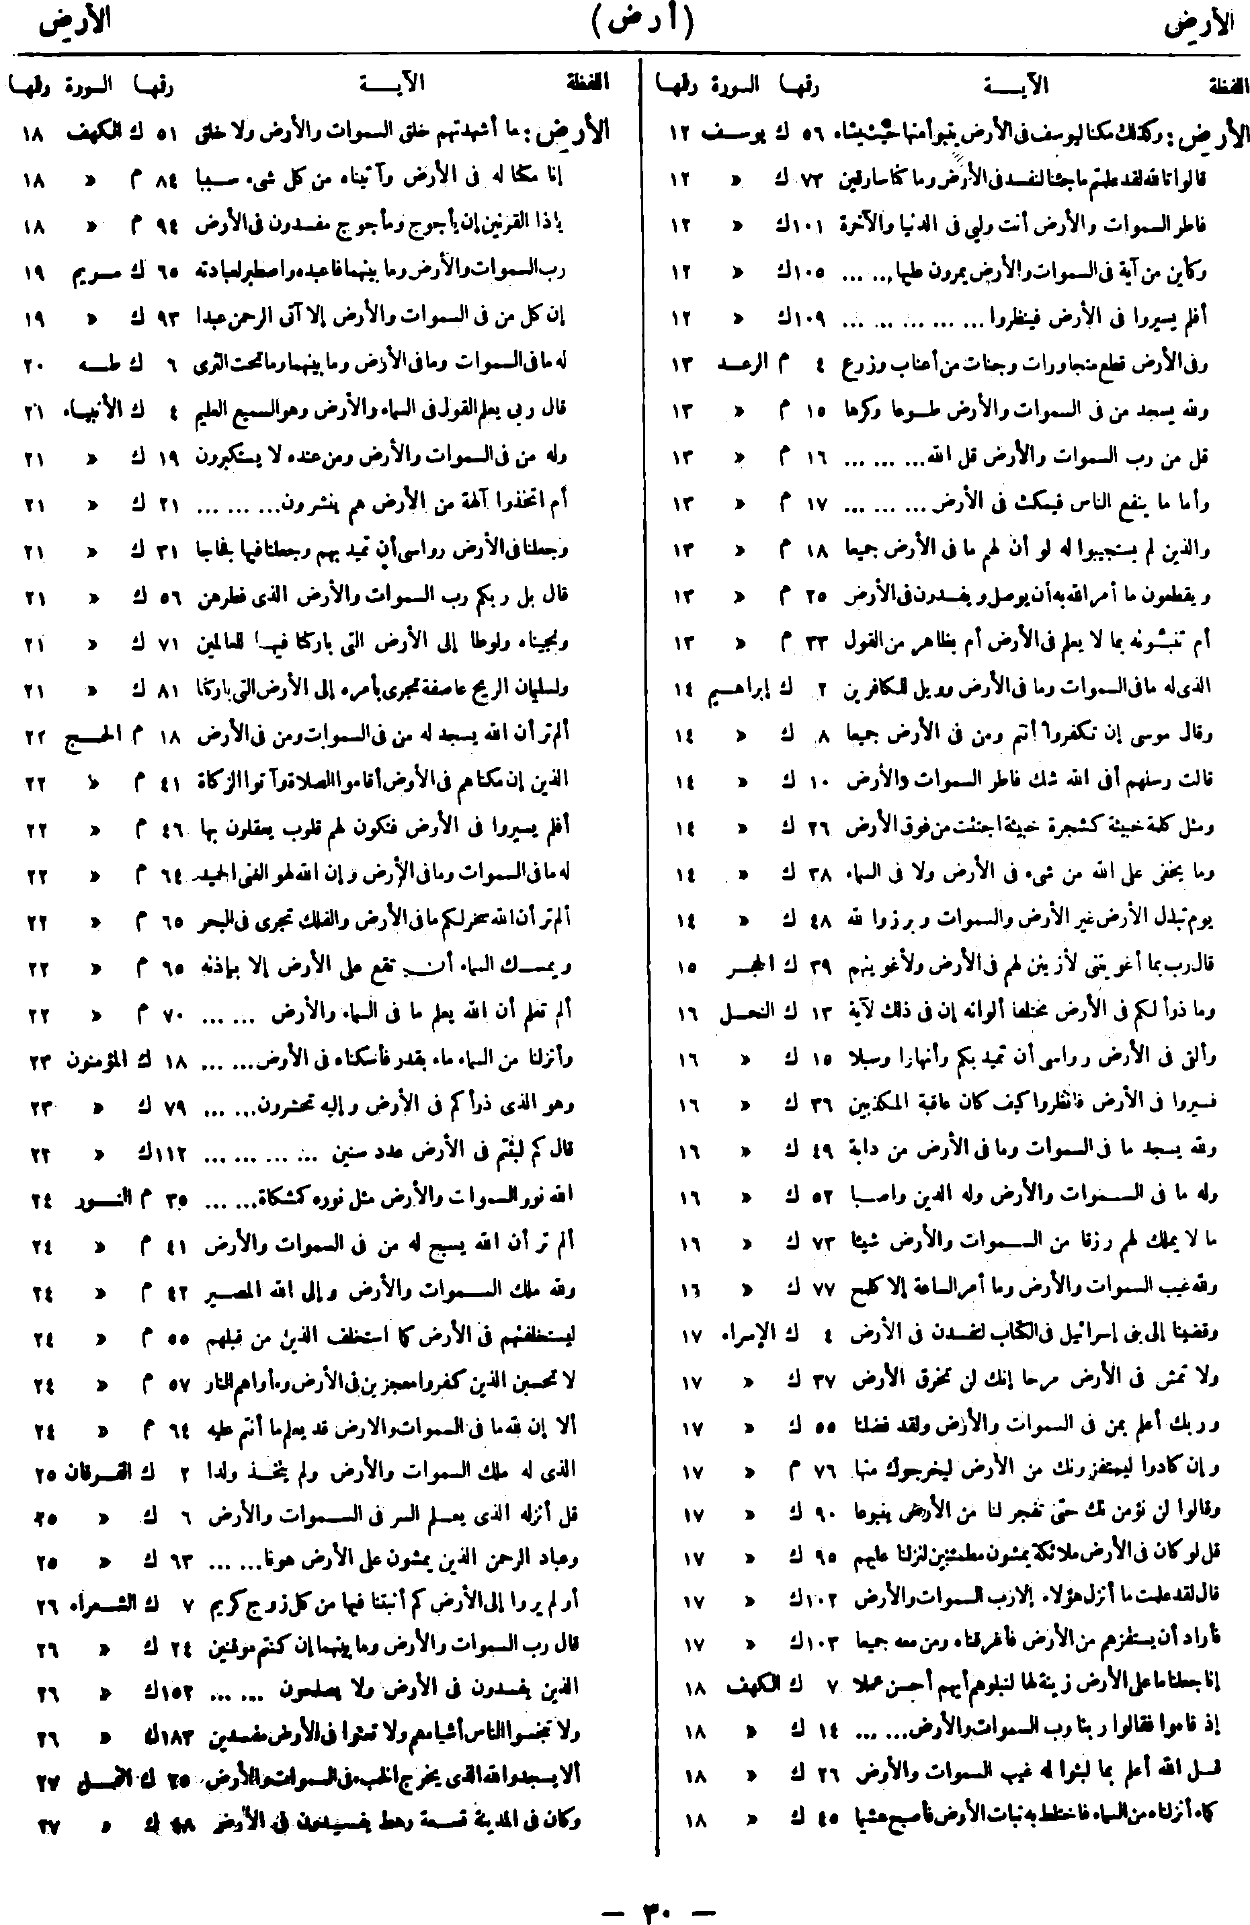 الأرض (أرض) الأرض
اللفظة الآيــة رقمها السورة رقمها
الأرض: وكذلك مكنا ليوسف فى الأرض يتبوأ منها حيث يشاء ٥٦ ك يوسف ١٢
قالوا تالله لقد علمتم ما جئنا لنفسد فى الأرض وما كنا سارقين ٧٣ ك « ١٢
فاطر السموات والأرض أنت وليى فى الدنيا والآخرة ١٠١ك « ١٢
وكأين من آية فى السموات والأرض يمرون عليها ... ... ١٠٥ك « ١٢
أفلم يسيروا فى الأرض فينظروا ... ... ... ... ... ١٠٩ك « ١٢
وفى الأرض قطع متجاورات وجنات من أعناب وزرع ٤ م الرعد ١٣
ولله يسجد من فى السموات والأرض طوعا وكرها ١٥ م « ١٣
قل من رب السموات والأرض قل الله... ... ... ١٦ م « ١٣
وأما ما ينفع الناس فيمكث فى الأرض ... ... ... ١٧ م « ١٣
والذين لم يستجيبوا له لو أن لهم ما فى الأرض جميعا ١٨ م « ١٣
ويقطعون ما أمر الله به أن يوصل ويفسدون فى الأرض ٢٥ م « ١٣
أم تنبئونه بما لا يعلم فى الأرض أم بظاهر من القول ٣٣ م « ١٣
الذى له ما فى السموات وما فى الأرض وويل للكافرين ٢ ك إبراهيم ١٤
وقال موسى إن تكفروا أنتم ومن فى الأرض جميعا ٨ ك « ١٤
قالت رسلهم أفى الله شك فاطر السموات والأرض ١٠ ك « ١٤
ومثل كلمة خبيثة كشجرة خبيثة اجتثت من فوق الأرض ٢٦ ك « ١٤
وما يخفى على الله من شىء فى الأرض ولا فى السماء ٣٨ ك « ١٤
يوم تبدل الأرض غير الأرض والسموات وبرزوا لله ٤٨ ك « ١٤
قال رب بما أغويتنى لأزينن لهم فى الأرض ولأغوينهم ٣٩ ك الحجر ١٥
وما ذرأ لكم فى الأرض مختلفا ألوانه إن فى ذلك لآية ١٣ ك النحل ١٦
وألقى فى الأرض رواسى أن تميد بكم وأنهارا وسبلا ١٥ ك « ١٦
فسيروا فى الأرض فانظروا كيف كان عاقبة المكذبين ٣٦ ك « ١٦
ولله يسجد ما فى السموات وما فى الأرض من دابة ٤٩ ك « ١٦
وله ما فى السموات والأرض وله الدين واصبا ٥٢ ك « ١٦
ما لا يملك لهم رزقا من السموات والأرض شيئا ٧٣ ك « ١٦
ولله غيب السموات والأرض وما أمر الساعة إلا كلمح ٧٧ ك « ١٦
وقضينا إلى بنى إسرائيل فى الكتاب لتفسدن فى الأرض ٤ ك الإسراء ١٧
ولا تمش فى الأرض مرحا إنك لن تخرق الأرض ٣٧ ك « ١٧
وربك أعلم بمن فى السموات والأرض ولقد فضلنا ٥٥ ك « ١٧
وإن كادوا ليستفزونك من الأرض ليخرجوك منها ٧٦ م « ١٧
وقالوا لن نؤمن لك حتى تفجر لنا من الأرض ينبوعا ٩٠ ك « ١٧
قل لو كان فى الأرض ملائكة يمشون مطمئنين لنزلنا عليهم ٩٥ ك « ١٧
قال لقد علمت ما أنزل هؤلاء إلا رب السموات والأرض ١٠٢ك « ١٧
فأراد أن يستفزهم من الأرض فأغرقناه ومن معه جميعا ١٠٣ك « ١٧
إنا جعلنا ما على الأرض زينة لها لنبلوهم أيهم أحسن عملا ٧ ك الكهف ١٨
إذ قاموا فقالوا ربنا رب السموات والأرض... ... ١٤ ك « ١٨
قل الله أعلم بما لبثوا له غيب السموات والأرض ٢٦ ك « ١٨
كماء أنزلناه من السماء فاختلط به نبات الأرض فأصبح هشيما ٤٥ ك « ١٨
اللفظة الآيــة رقمها السورة رقمها
الأرض: ما أشهدتهم خلق السموات والأرض ولا خلق ٥١ ك الكهف ١٨
إنا مكنا له فى الأرض وآتيناه من كل شىء سببا ٨٤ م « ١٨
ياذا القرنين إن يأجوج ومأجوج مفسدون فى الأرض ٩٤ م « ١٨
رب السموات والأرض وما بينهما فاعبده واصطبر لعبادته ٦٥ ك مريم ١٩
إن كل من فى السموات والأرض إلا آتى الرحمن عبدا ٩٣ ك « ١٩
له ما فى السموات وما فى الأرض وما بينهما وما تحت الثرى ٦ ك طه ٢٠
قال ربى يعلم القول فى السماء والأرض وهو السميع العليم ٤ ك الأنبياء ٢١
وله من فى السموات والأرض ومن عنده لا يستكبرون ١٩ ك « ٢١
أم اتخذوا آلهة من الأرض هم ينشرون... ... ... ٢١ ك « ٢١
وجعلنا فى الأرض رواسى أن تميد بهم وجعلنا فيها فجاجا ٣١ ك « ٢١
قال بل ربكم رب السموات والأرض الذى فطرهن ٥٦ ك « ٢١
ونجيناه ولوطا إلى الأرض التى باركنا فيها للعالمين ٧١ ك « ٢١
ولسليمان الريح عاصفة تجرى بأمره إلى الأرض التى باركنا ٨١ ك « ٢١
ألم تر أن الله يسجد له من فى السموات ومن فى الأرض ١٨ م الحج ٢٢
الذين إن مكناهم فى الأرض أقاموا الصلاة وآتوا الزكاة ٤١ م « ٢٢
أفلم يسيروا فى الأرض فتكون لهم قلوب يعقلون بها ٤٦ م « ٢٢
له ما فى السموات وما فى الأرض وإن الله لهو الغنى الحميد ٦٤ م « ٢٢
ألم تر أن الله سخر لكم ما فى الأرض والفلك تجرى فى البحر ٦٥ م « ٢٢
ويمسك السماء أن تقع على الأرض إلا بإذنه ٦٥ م « ٢٢
ألم تعلم أن الله يعلم ما فى السماء والأرض ... ... ٧٠ م « ٢٢
وأنزلنا من السماء ماء بقدر فأسكناه فى الأرض... ... ١٨ ك المؤمنون ٢٣
وهو الذى ذرأكم فى الأرض وإليه تحشرون... ... ٧٩ ك « ٢٣
قال كم لبثتم فى الأرض عدد سنين ... ... ... ... ١١٢ك « ٢٣
الله نور السموات والأرض مثل نوره كمشكاة... ... ٣٥ م النور ٢٤
ألم تر أن الله يسبح له من فى السموات والأرض ٤١ م « ٢٤
ولله ملك السموات والأرض وإلى الله المصير ٤٢ م « ٢٤
ليستخلفنهم فى الأرض كما استخلف الذين من قبلهم ٥٥ م « ٢٤
لا تحسبن الذين كفروا معجزين فى الأرض ومأواهم النار ٥٧ م « ٢٤
ألا إن لله ما فى السموات والارض قد يعلم ما أنتم عليه ٦٤ م « ٢٤
الذى له ملك السموات والأرض ولم يتخذ ولدا ٢ ك الفرقان ٢٥
قل أنزله الذى يعلم السر فى السموات والأرض ٦ ك « ٢٥
وعباد الرحمن الذين يمشون على الأرض هونا... ... ٦٣ ك « ٢٥
أو لم يروا إلى الأرض كم أنبتنا فيها من كل زوج كريم ٧ ك الشعراء ٢٦
قال رب السموات والأرض وما بينهما إن كنتم موقنين ٢٤ ك « ٢٦
الذين يفسدون فى الأرض ولا يصلحون ... ... ١٥٢ك « ٢٦
ولا تبخسوا الناس أشياءهم ولا تعثوا فى الأرض مفسدين ١٨٣ك « ٢٦
ألا يسجدوا لله الذى يخرج الخبء فى السموات والأرض ٢٥ ك النمل ٢٧
وكان فى المدينة تسعة رهط يفسدون فى الأرض ٤٨ ك « ٢٧
— ٣٠ —